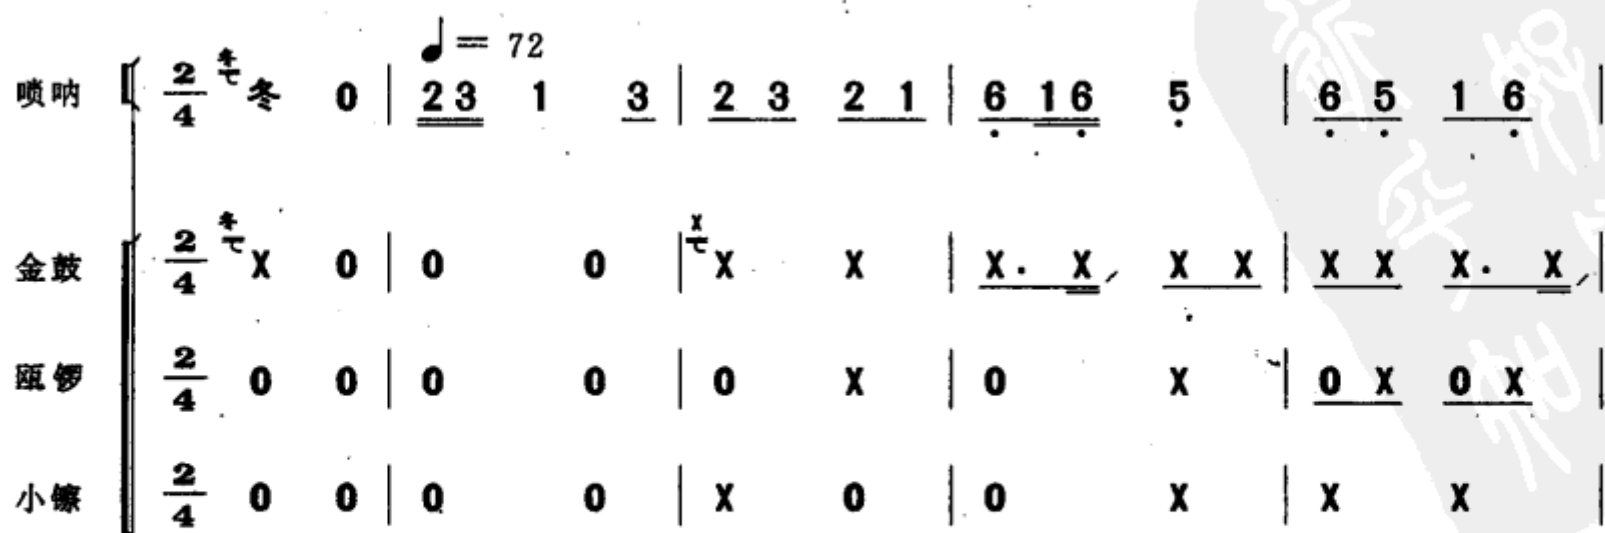 ♩= 72
唢呐 2/4 冬冬 0 | 23 1 3 | 2 3 2 1 | 6 16 5 | 6 5 1 6 |
金鼓 2/4 冬X 0 | 0 0 | X X X | X. X X X | X X X. X |
瓯锣 2/4 0 0 | 0 0 | 0 X | 0 X | 0 X 0 X |
小镲 2/4 0 0 | 0 0 | X 0 | 0 X | X X |